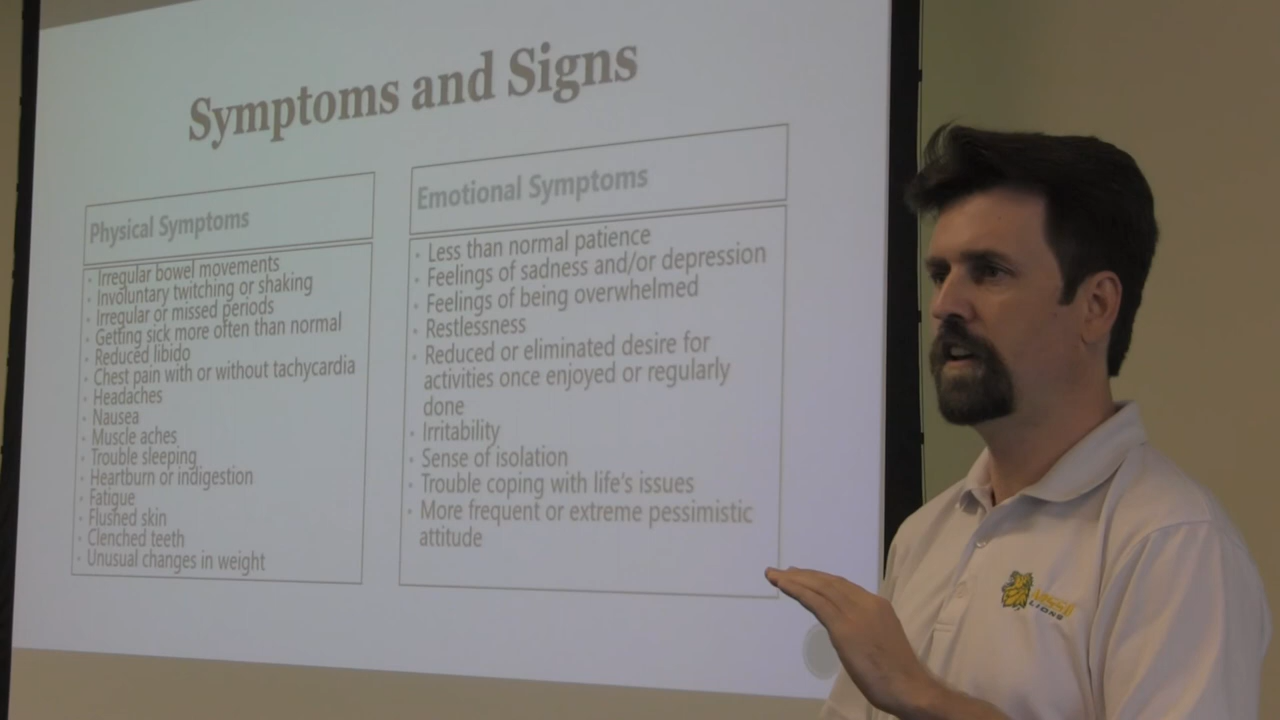 Symptoms and Signs
Physical Symptoms
• Irregular bowel movements
• Involuntary twitching or shaking
• Irregular or missed periods
• Getting sick more often than normal
• Reduced libido
• Chest pain with or without tachycardia
• Headaches
• Nausea
• Muscle aches
• Trouble sleeping
• Heartburn or indigestion
• Fatigue
• Flushed skin
• Clenched teeth
• Unusual changes in weight
Emotional Symptoms
• Less than normal patience
• Feelings of sadness and/or depression
• Feelings of being overwhelmed
• Restlessness
• Reduced or eliminated desire for
activities once enjoyed or regularly
done
• Irritability
• Sense of isolation
• Trouble coping with life's issues
• More frequent or extreme pessimistic
attitude
LIONS